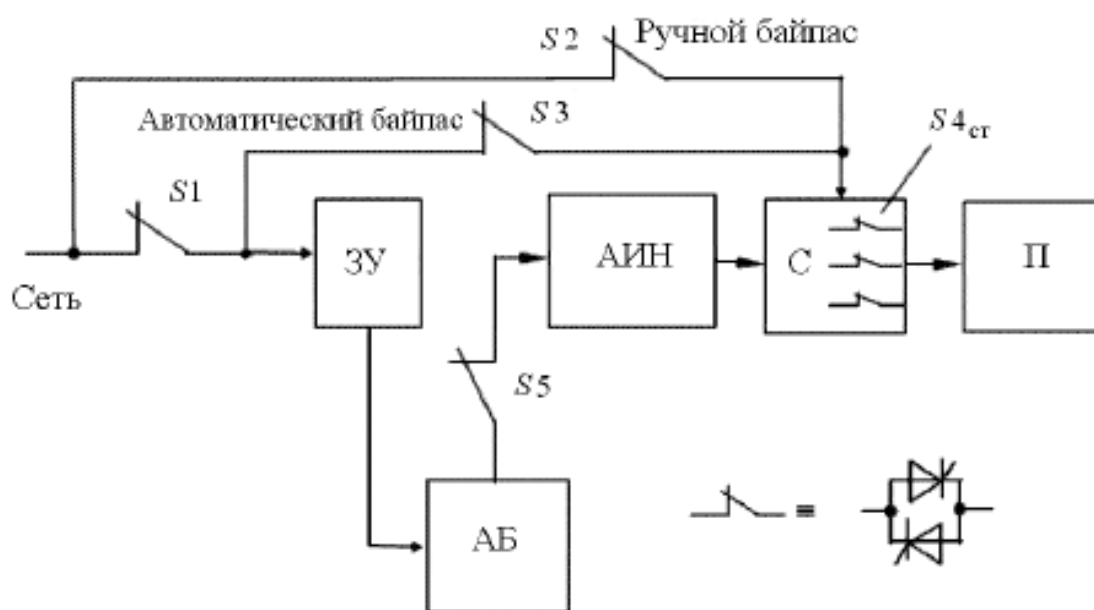 S2
Ручной байпас
Автоматический байпас
S3
S4ст
S1
ЗУ
АИН
С
П
Сеть
S5
АБ
≡